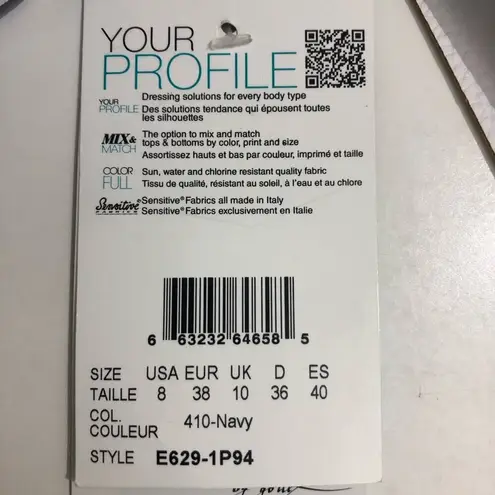 YOUR
PROFILE
YOUR PROFILE Dressing solutions for every body type
Des solutions tendance qui épousent toutes
les silhouettes
MIX& MATCH The option to mix and match
tops & bottoms by color, print and size
Assortissez hauts et bas par couleur, imprimé et taille
COLOR FULL Sun, water and chlorine resistant quality fabric
Tissu de qualité, résistant au soleil, à l'eau et au chlore
Sensitive® FABRICS Sensitive® Fabrics all made in Italy
Sensitive® Fabrics exclusivement en Italie
6 63232 64658 5
SIZE USA EUR UK D ES
TAILLE 8 38 10 36 40
COL.
COULEUR 410-Navy
STYLE E629-1P94